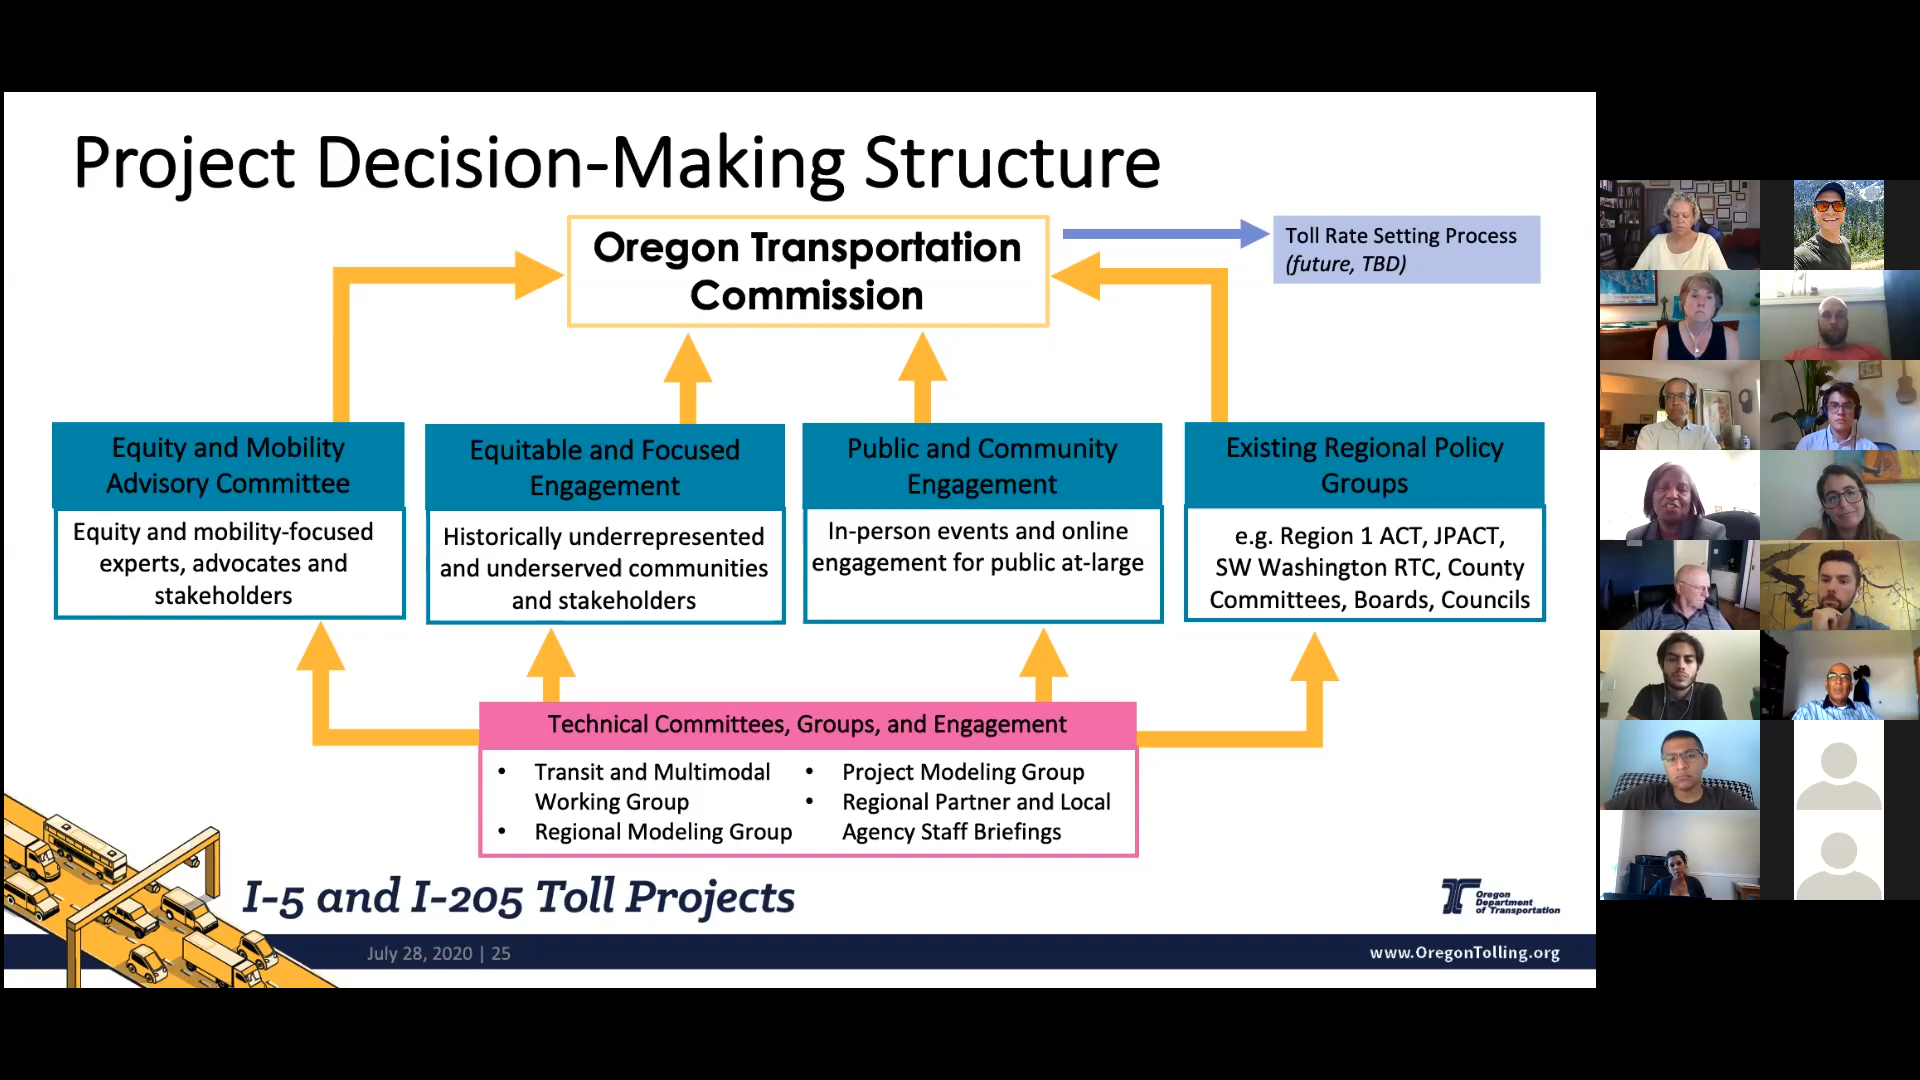 Project Decision-Making Structure
Oregon Transportation
Commission
Toll Rate Setting Process
(future, TBD)
Equity and Mobility
Advisory Committee
Equity and mobility-focused
experts, advocates and
stakeholders
Equitable and Focused
Engagement
Historically underrepresented
and underserved communities
and stakeholders
Public and Community
Engagement
In-person events and online
engagement for public at-large
Existing Regional Policy
Groups
e.g. Region 1 ACT, JPACT,
SW Washington RTC, County
Committees, Boards, Councils
Technical Committees, Groups, and Engagement
• Transit and Multimodal
Working Group
• Regional Modeling Group
• Project Modeling Group
• Regional Partner and Local
Agency Staff Briefings
I-5 and I-205 Toll Projects
Oregon
Department
of Transportation
July 28, 2020 | 25
www.OregonTolling.org